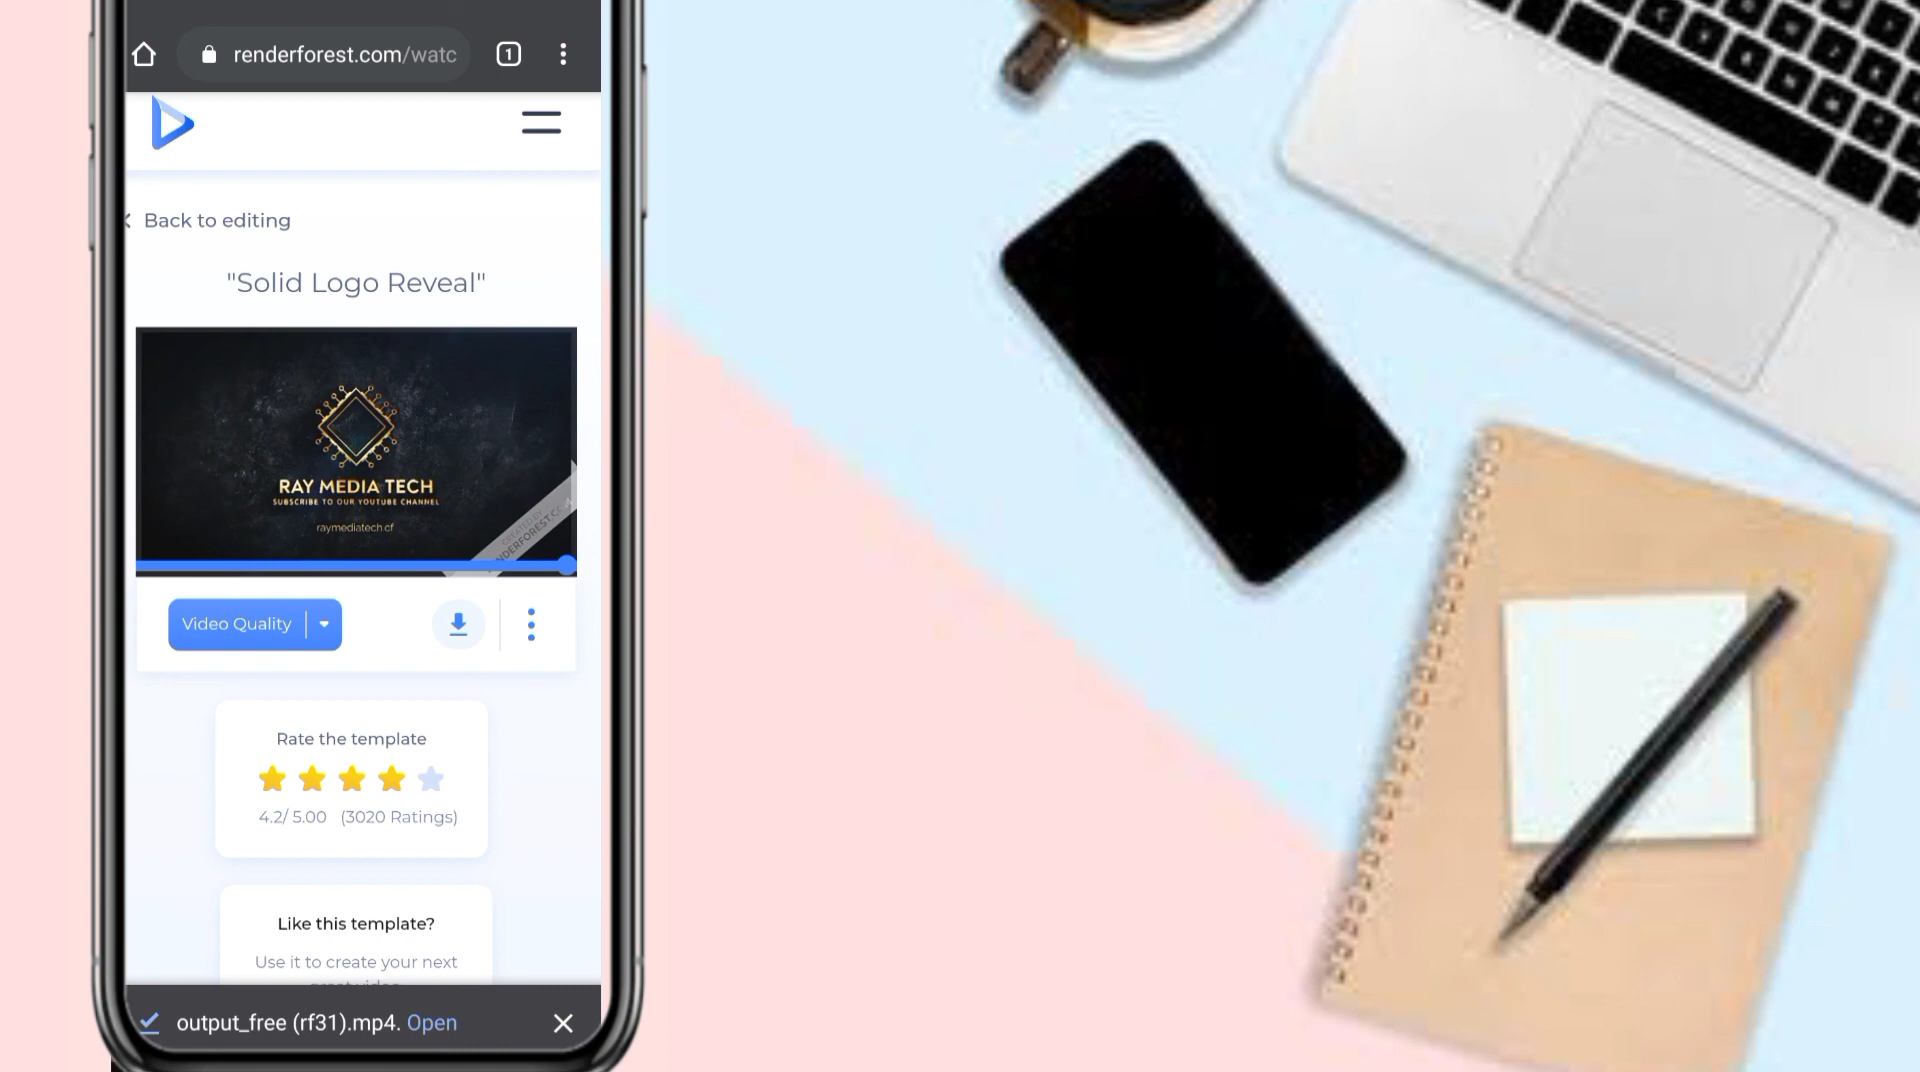 1
renderforest.com/watc
Back to editing
"Solid Logo Reveal"
RAY MEDIA TECH
SUBSCRIBE TO OUR YOUTUBE CHANNEL
raymediatech.cf
CREATED BY
Video Quality
Rate the template
4.2/ 5.00 (3020 Ratings)
Like this template?
Use it to create your next
output_free (rf31).mp4. Open